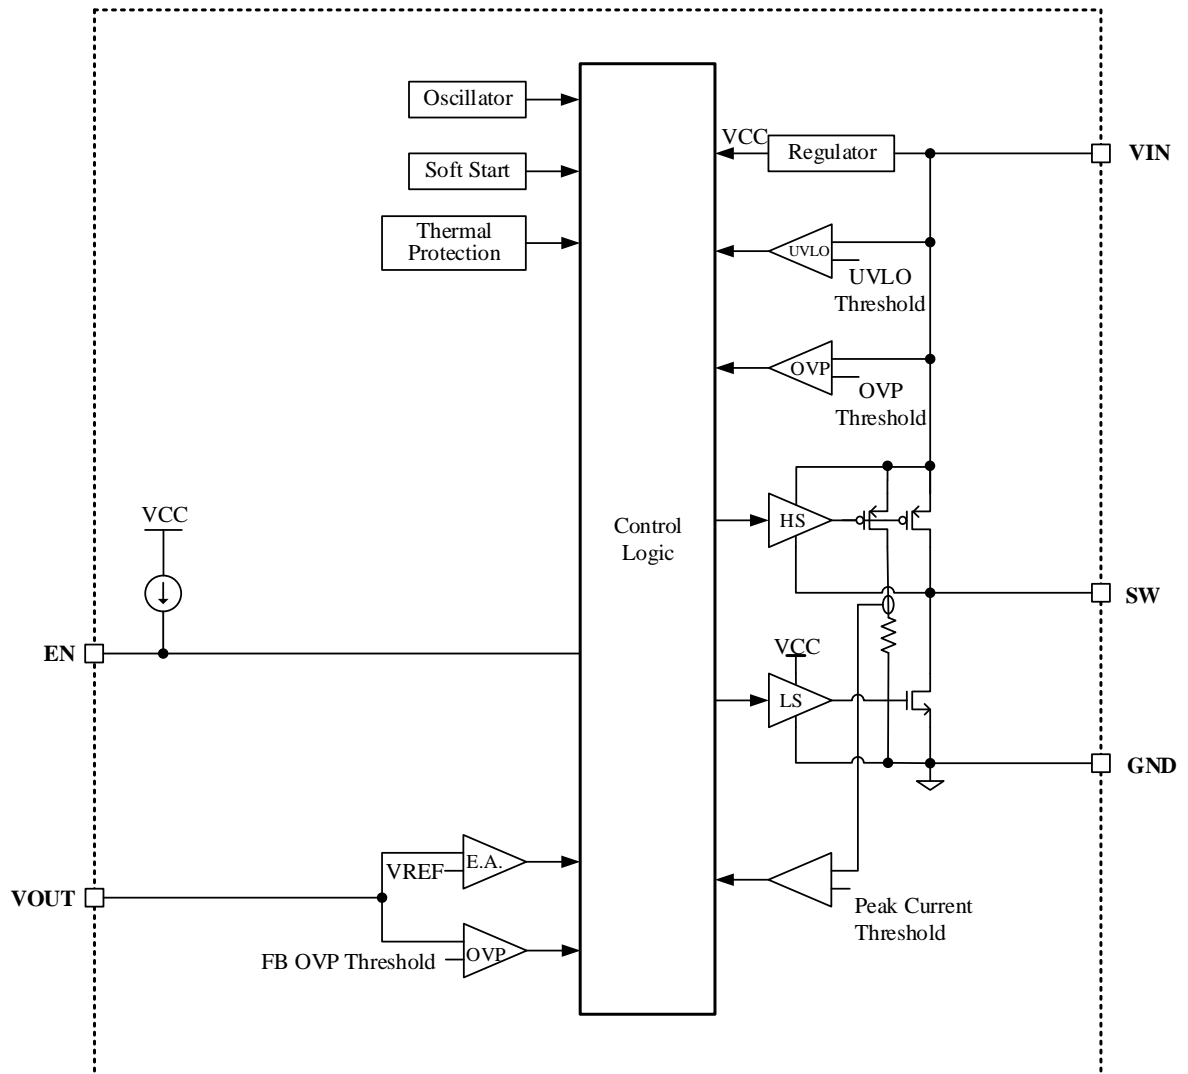 Oscillator
VCC
Regulator
VIN
Soft Start
Thermal
Protection
UVLO
UVLO
Threshold
OVP
OVP
Threshold
VCC
HS
Control
Logic
SW
EN
VCC
LS
GND
E.A.
VREF
VOUT
Peak Current
Threshold
OVP
FB OVP Threshold